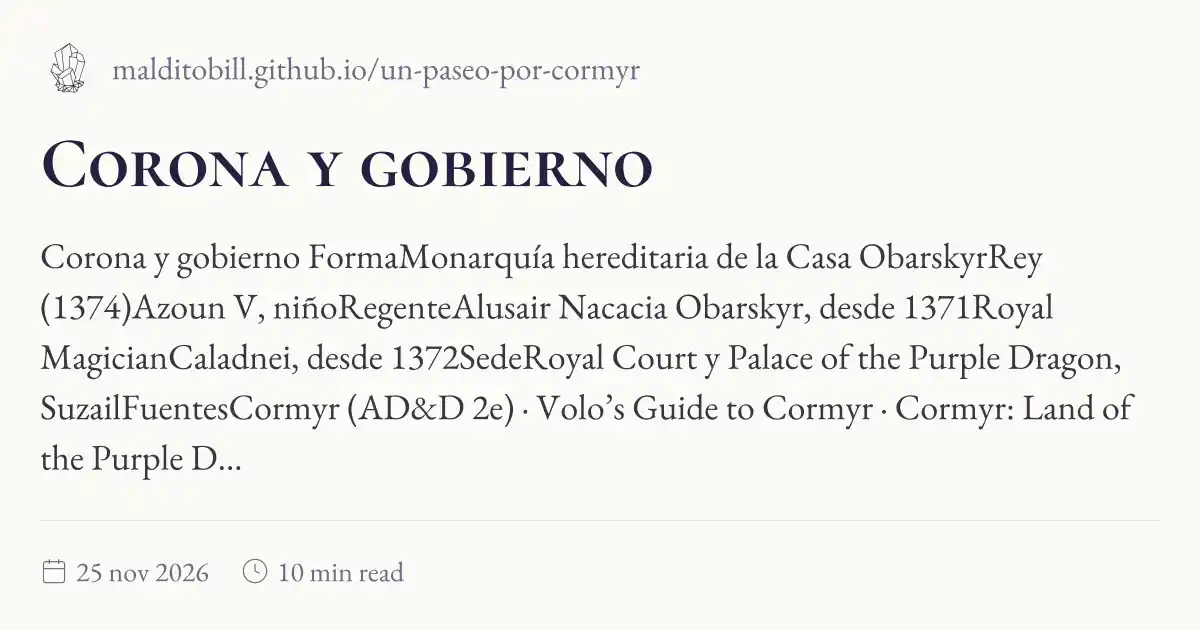 malditobill.github.io/un-paseo-por-cormyr
Corona y gobierno
Corona y gobierno FormaMonarquía hereditaria de la Casa ObarskyrRey
(1374)Azoun V, niñoRegenteAlusair Nacacia Obarskyr, desde 1371Royal
MagicianCaladnei, desde 1372SedeRoyal Court y Palace of the Purple Dragon,
SuzailFuentesCormyr (AD&D 2e) · Volo’s Guide to Cormyr · Cormyr: Land of
the Purple D...
25 nov 2026
10 min read